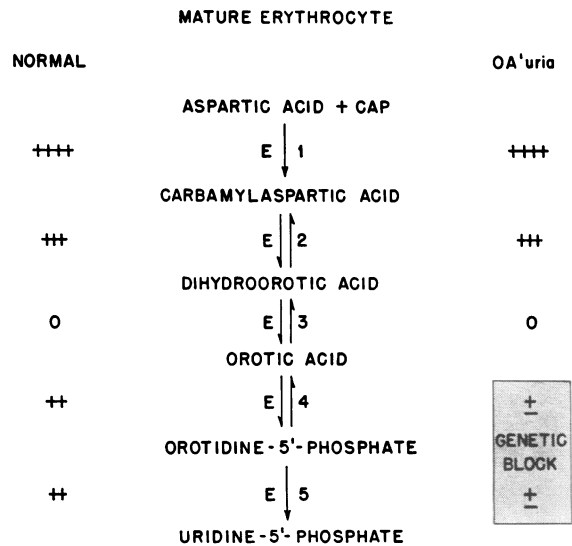 MATURE ERYTHROCYTE
NORMAL OA'uria
ASPARTIC ACID + CAP
++++ E 1 ++++
CARBAMYLASPARTIC ACID
+++ E 2 +++
DIHYDROOROTIC ACID
O E 3 O
OROTIC ACID
++ E 4 ±
OROTIDINE-5'-PHOSPHATE GENETIC
BLOCK
++ E 5 ±
URIDINE-5'-PHOSPHATE